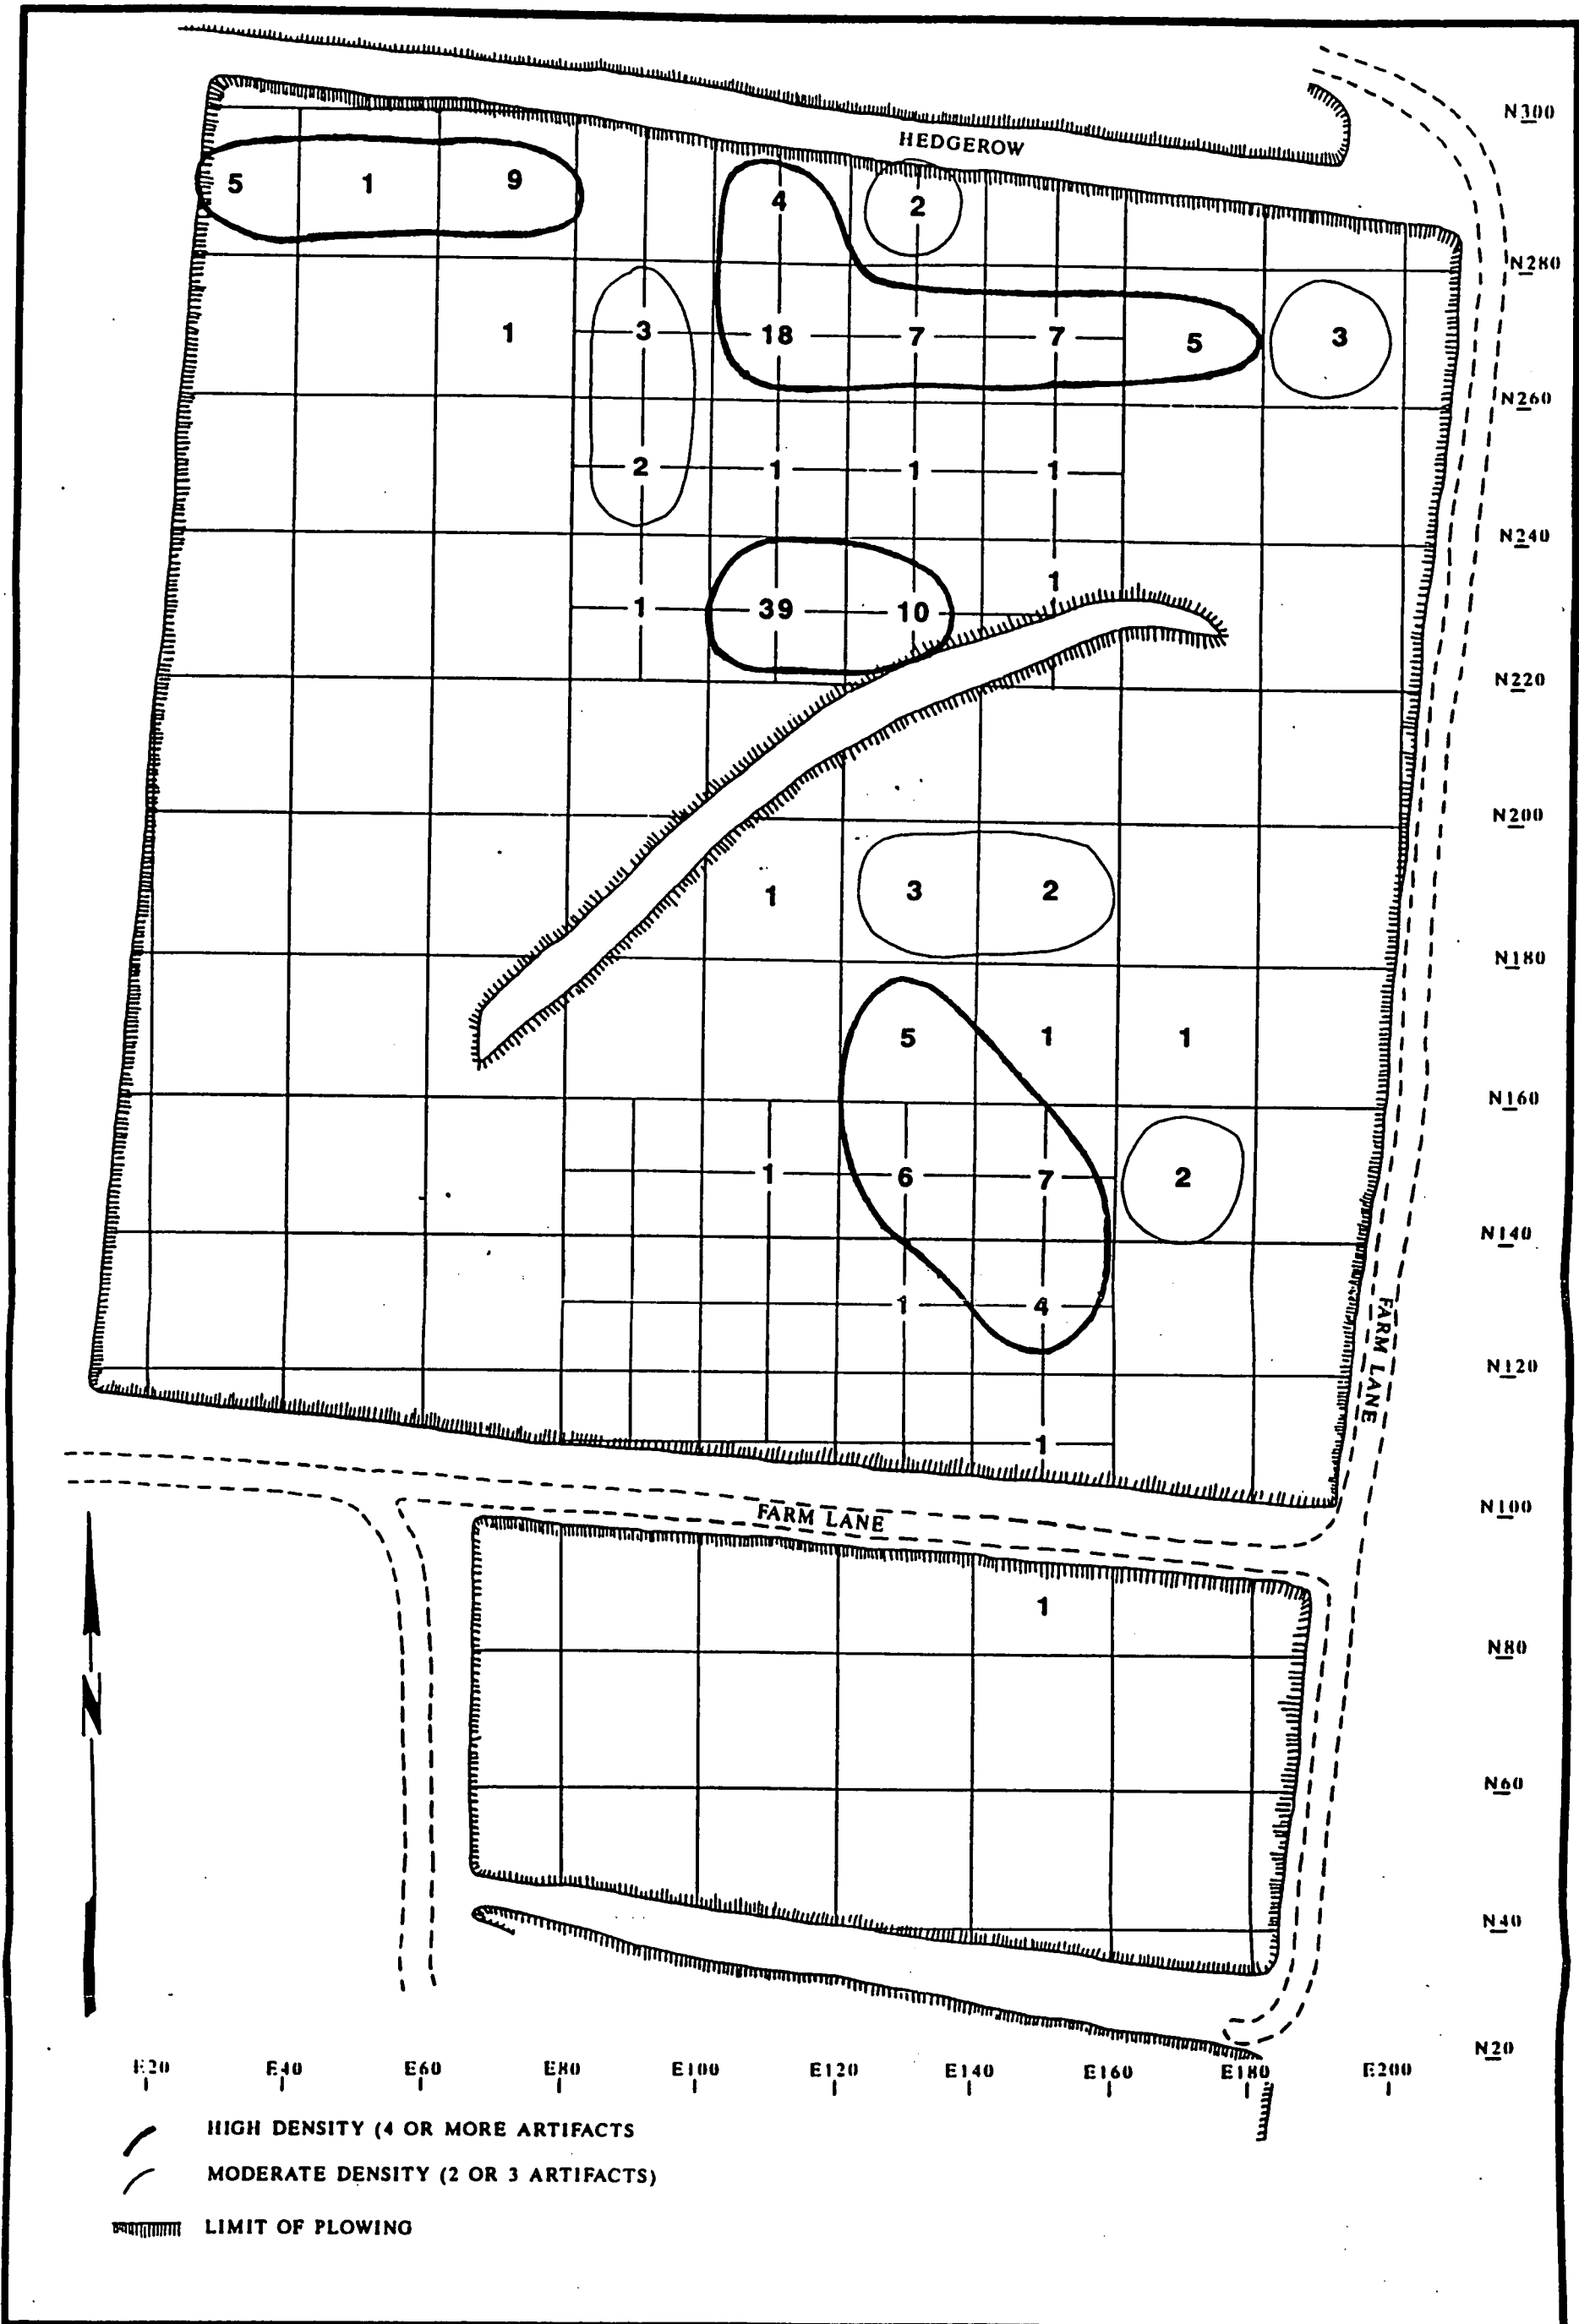 N300
HEDGEROW
5 1 9 4 2
N280
1 3 18 7 7 5 3
N260
2 1 1 1
N240
1
1 39 10
N220
N200
1 3 2
N180
5 1 1
N160
1 6 7 2
N140
1 4
FARM LANE
N120
1
N100
FARM LANE
1
N80
N
N60
N40
N20
E20 E40 E60 E80 E100 E120 E140 E160 E180 E200
HIGH DENSITY (4 OR MORE ARTIFACTS
MODERATE DENSITY (2 OR 3 ARTIFACTS)
LIMIT OF PLOWING